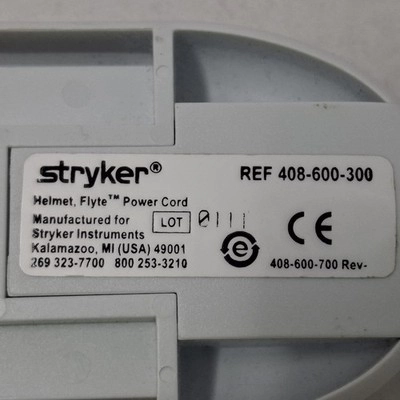 stryker® REF 408-600-300
Helmet, Flyte™ Power Cord
Manufactured for LOT 0111
Stryker Instruments
Kalamazoo, MI (USA) 49001 CE
269 323-7700 800 253-3210 e 408-600-700 Rev-